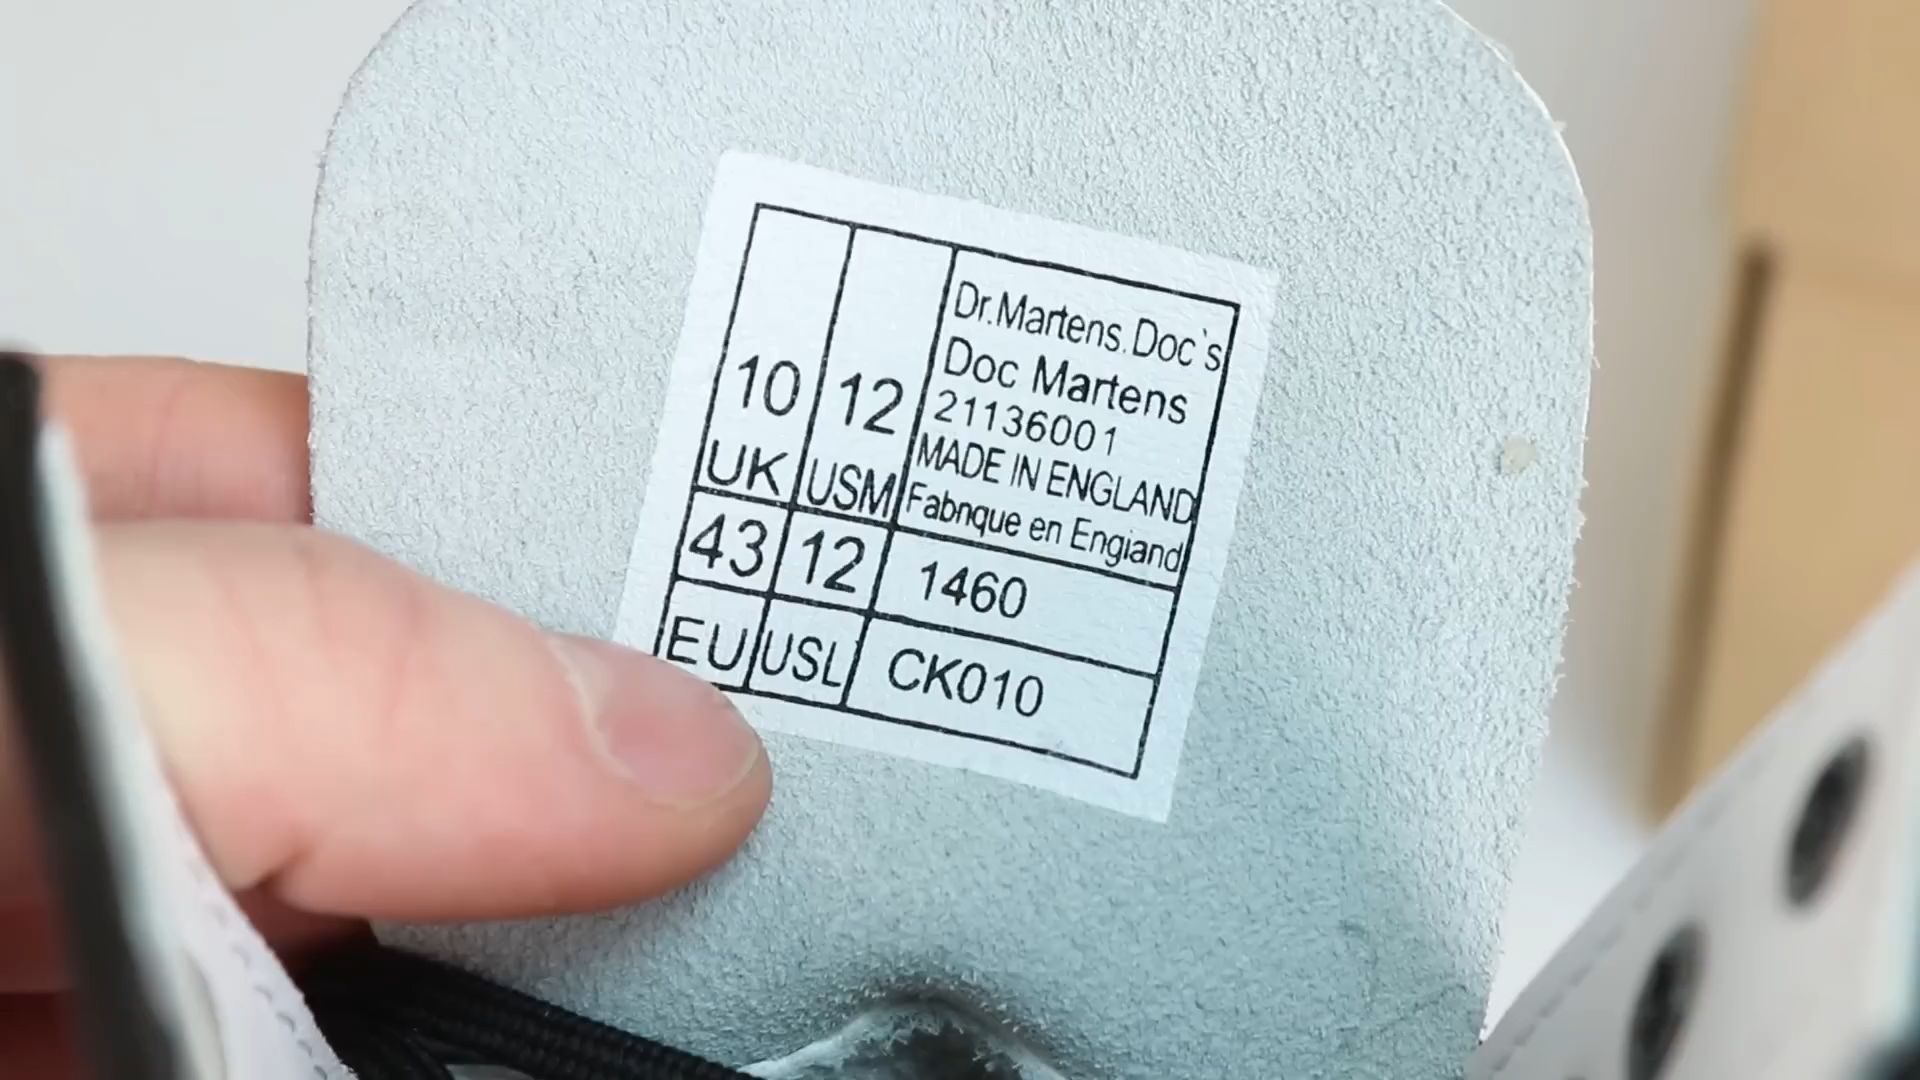 10
UK
12
USM
Dr.Martens.Doc`s
Doc Martens
21136001
MADE IN ENGLAND
Fabnque en Engiand
43
12
1460
EU
USL
CK010